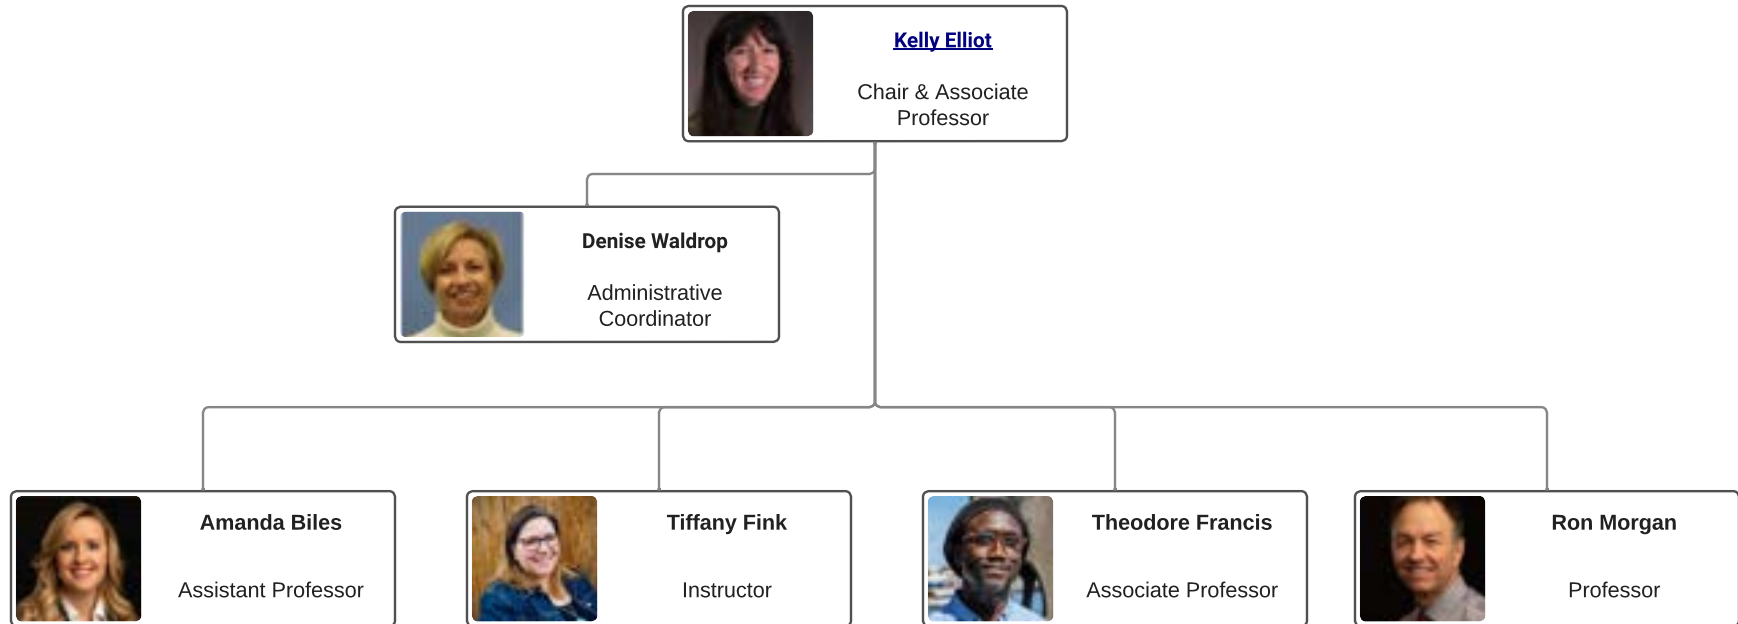 Kelly Elliot
Chair & Associate
Professor
Denise Waldrop
Administrative
Coordinator
Amanda Biles
Assistant Professor
Tiffany Fink
Instructor
Theodore Francis
Associate Professor
Ron Morgan
Professor